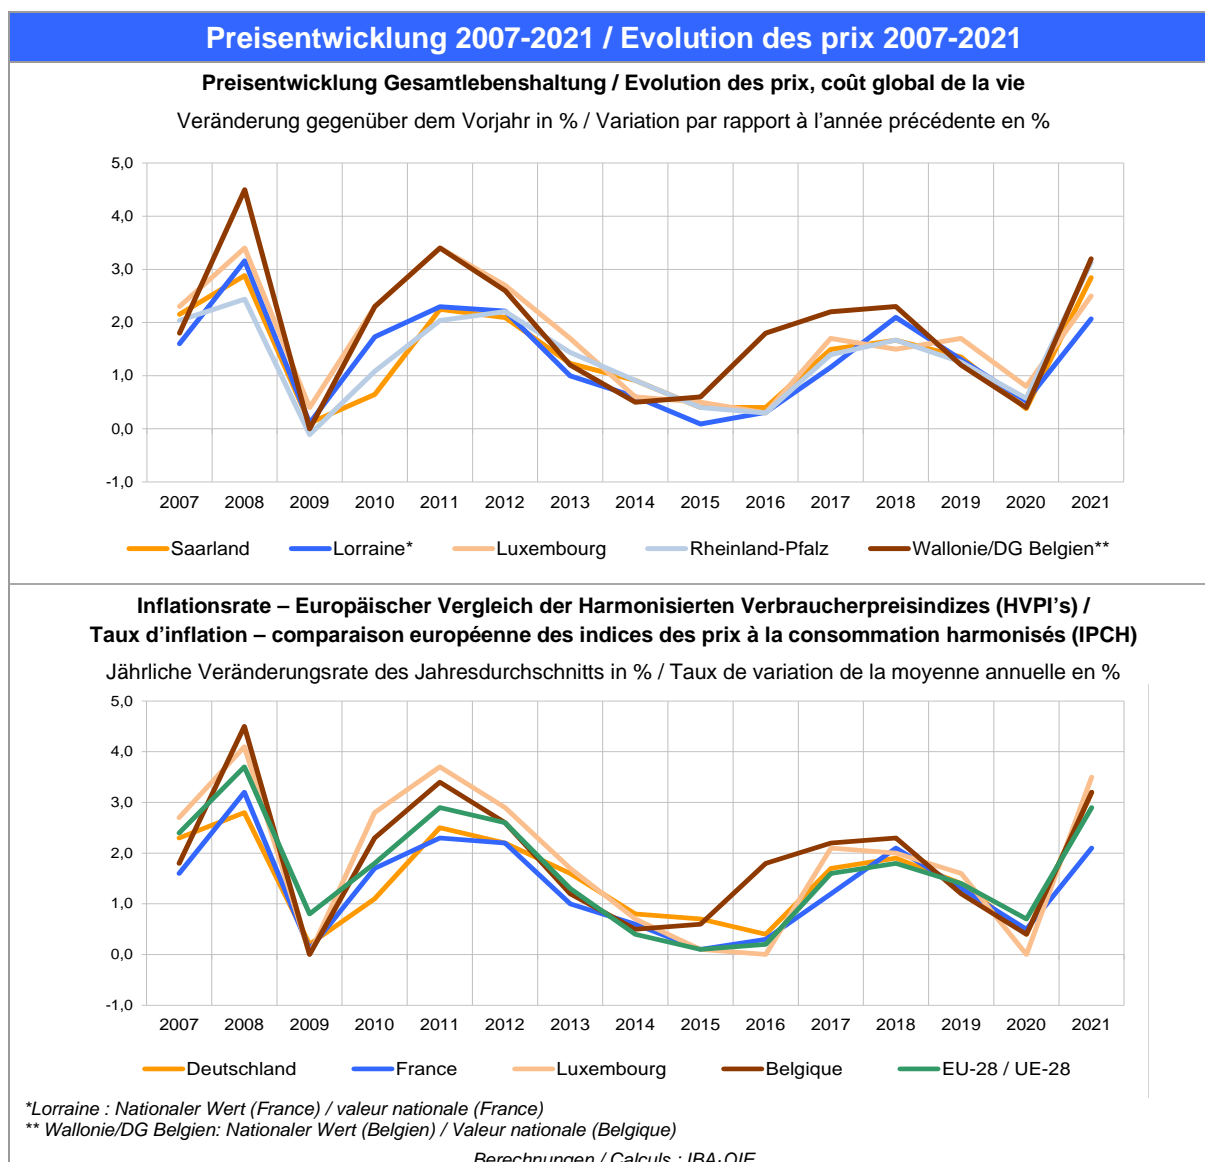 Preisentwicklung 2007-2021 / Evolution des prix 2007-2021
Preisentwicklung Gesamtlebenshaltung / Evolution des prix, coût global de la vie
Veränderung gegenüber dem Vorjahr in % / Variation par rapport à l'année précédente en %
5,0
4,0
3,0
2,0
1,0
0,0
-1,0
2007 2008 2009 2010 2011 2012 2013 2014 2015 2016 2017 2018 2019 2020 2021
Saarland Lorraine* Luxembourg Rheinland-Pfalz Wallonie/DG Belgien**
Inflationsrate – Europäischer Vergleich der Harmonisierten Verbraucherpreisindizes (HVPI's) /
Taux d'inflation – comparaison européenne des indices des prix à la consommation harmonisés (IPCH)
Jährliche Veränderungsrate des Jahresdurchschnitts in % / Taux de variation de la moyenne annuelle en %
5,0
4,0
3,0
2,0
1,0
0,0
-1,0
2007 2008 2009 2010 2011 2012 2013 2014 2015 2016 2017 2018 2019 2020 2021
Deutschland France Luxembourg Belgique EU-28 / UE-28
*Lorraine : Nationaler Wert (France) / valeur nationale (France)
** Wallonie/DG Belgien: Nationaler Wert (Belgien) / Valeur nationale (Belgique)
Berechnungen / Calculs : IBA·OIE